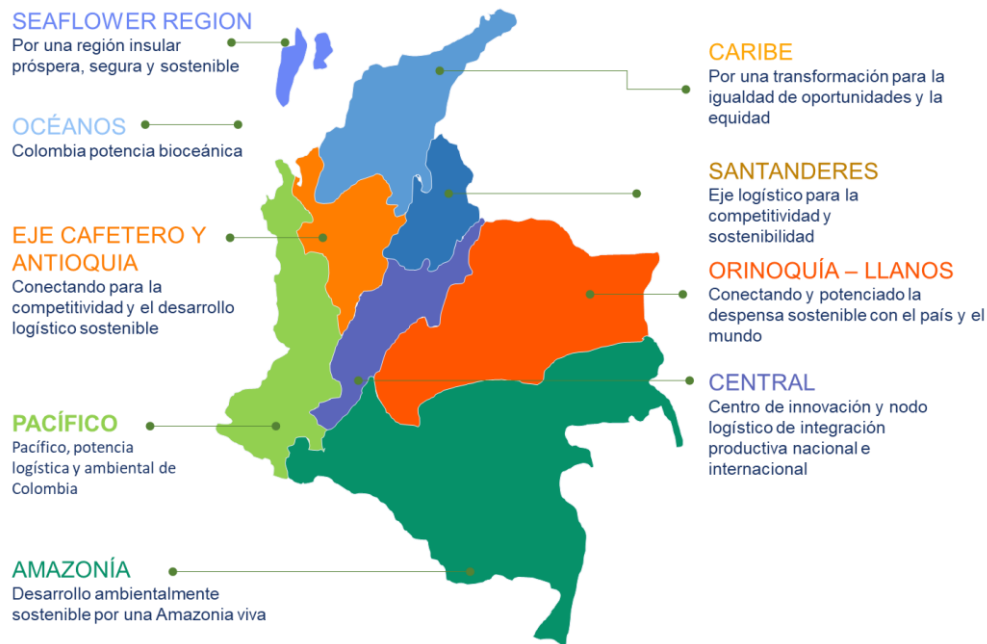 SEAFLOWER REGION
Por una región insular
próspera, segura y sostenible
OCÉANOS
Colombia potencia bioceánica
EJE CAFETERO Y
ANTIOQUIA
Conectando para la
competitividad y el desarrollo
logístico sostenible
PACÍFICO
Pacífico, potencia
logística y ambiental de
Colombia
AMAZONÍA
Desarrollo ambientalmente
sostenible por una Amazonia viva
CARIBE
Por una transformación para la
igualdad de oportunidades y la
equidad
SANTANDERES
Eje logístico para la
competitividad y
sostenibilidad
ORINOQUÍA – LLANOS
Conectando y potenciado la
despensa sostenible con el país y el
mundo
CENTRAL
Centro de innovación y nodo
logístico de integración
productiva nacional e
internacional